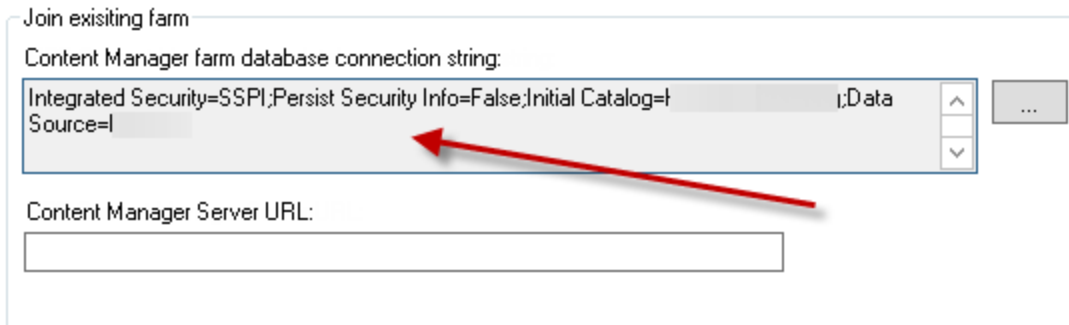 Join exisiting farm
Content Manager farm database connection string:
Integrated Security=SSPI;Persist Security Info=False;Initial Catalog= ;Data
Source=
...
Content Manager Server URL: